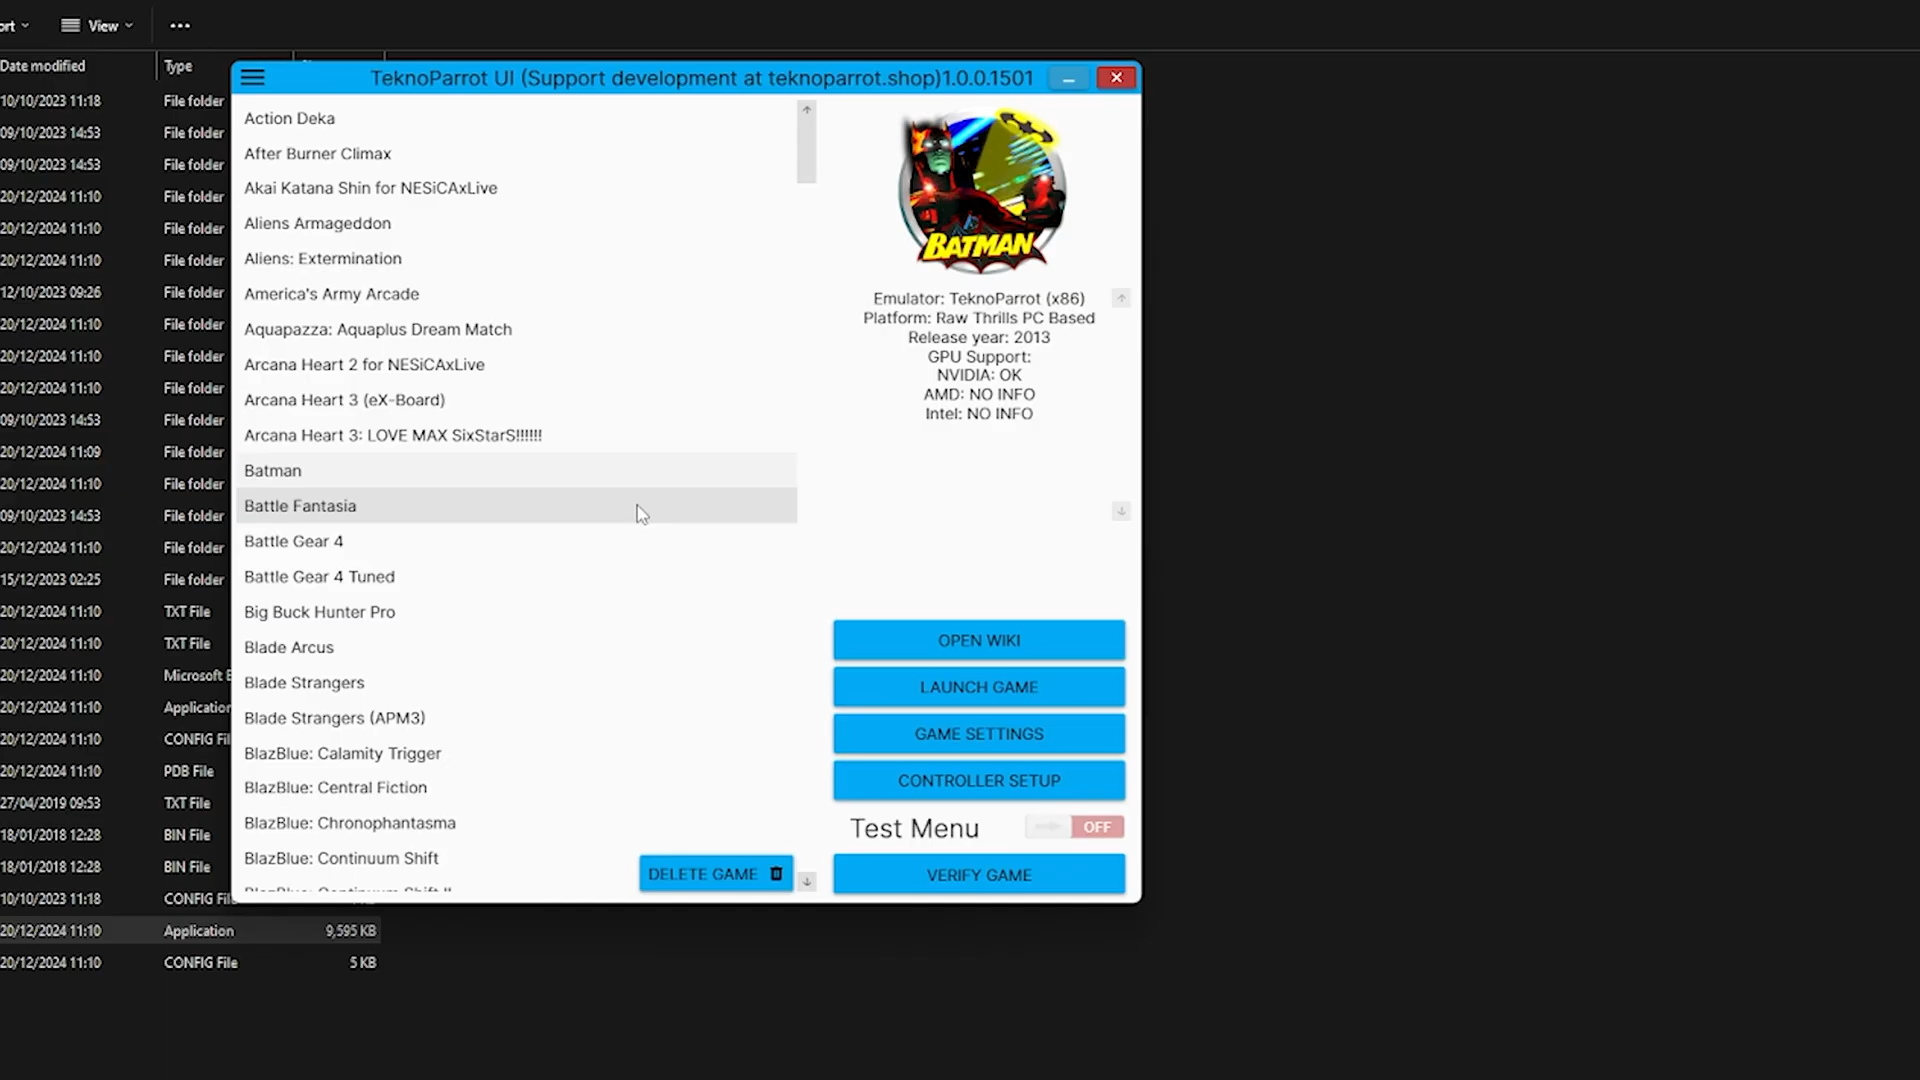 ort
View
Date modified
Type
10/10/2023 11:18 File folder
09/10/2023 14:53 File folder
09/10/2023 14:53 File folder
20/12/2024 11:10 File folder
20/12/2024 11:10 File folder
20/12/2024 11:10 File folder
12/10/2023 09:26 File folder
20/12/2024 11:10 File folder
20/12/2024 11:10 File folder
20/12/2024 11:10 File folder
09/10/2023 14:53 File folder
20/12/2024 11:09 File folder
20/12/2024 11:10 File folder
09/10/2023 14:53 File folder
20/12/2024 11:10 File folder
15/12/2023 02:25 File folder
20/12/2024 11:10 TXT File
20/12/2024 11:10 TXT File
20/12/2024 11:10 Microsoft E
20/12/2024 11:10 Application
20/12/2024 11:10 CONFIG Fil
20/12/2024 11:10 PDB File
27/04/2019 09:53 TXT File
18/01/2018 12:28 BIN File
18/01/2018 12:28 BIN File
10/10/2023 11:18 CONFIG File
20/12/2024 11:10 Application 9,595 KB
20/12/2024 11:10 CONFIG File 5 KB
TeknoParrot UI (Support development at teknoparrot.shop)1.0.0.1501
Action Deka
After Burner Climax
Akai Katana Shin for NESiCAxLive
Aliens Armageddon
Aliens: Extermination
America's Army Arcade
Aquapazza: Aquaplus Dream Match
Arcana Heart 2 for NESiCAxLive
Arcana Heart 3 (eX-Board)
Arcana Heart 3: LOVE MAX SixStarS!!!!!!
Batman
Battle Fantasia
Battle Gear 4
Battle Gear 4 Tuned
Big Buck Hunter Pro
Blade Arcus
Blade Strangers
Blade Strangers (APM3)
BlazBlue: Calamity Trigger
BlazBlue: Central Fiction
BlazBlue: Chronophantasma
BlazBlue: Continuum Shift
BlazBlue: Continuum Shift II
DELETE GAME
BATMAN
Emulator: TeknoParrot (x86)
Platform: Raw Thrills PC Based
Release year: 2013
GPU Support:
NVIDIA: OK
AMD: NO INFO
Intel: NO INFO
OPEN WIKI
LAUNCH GAME
GAME SETTINGS
CONTROLLER SETUP
Test Menu OFF
VERIFY GAME